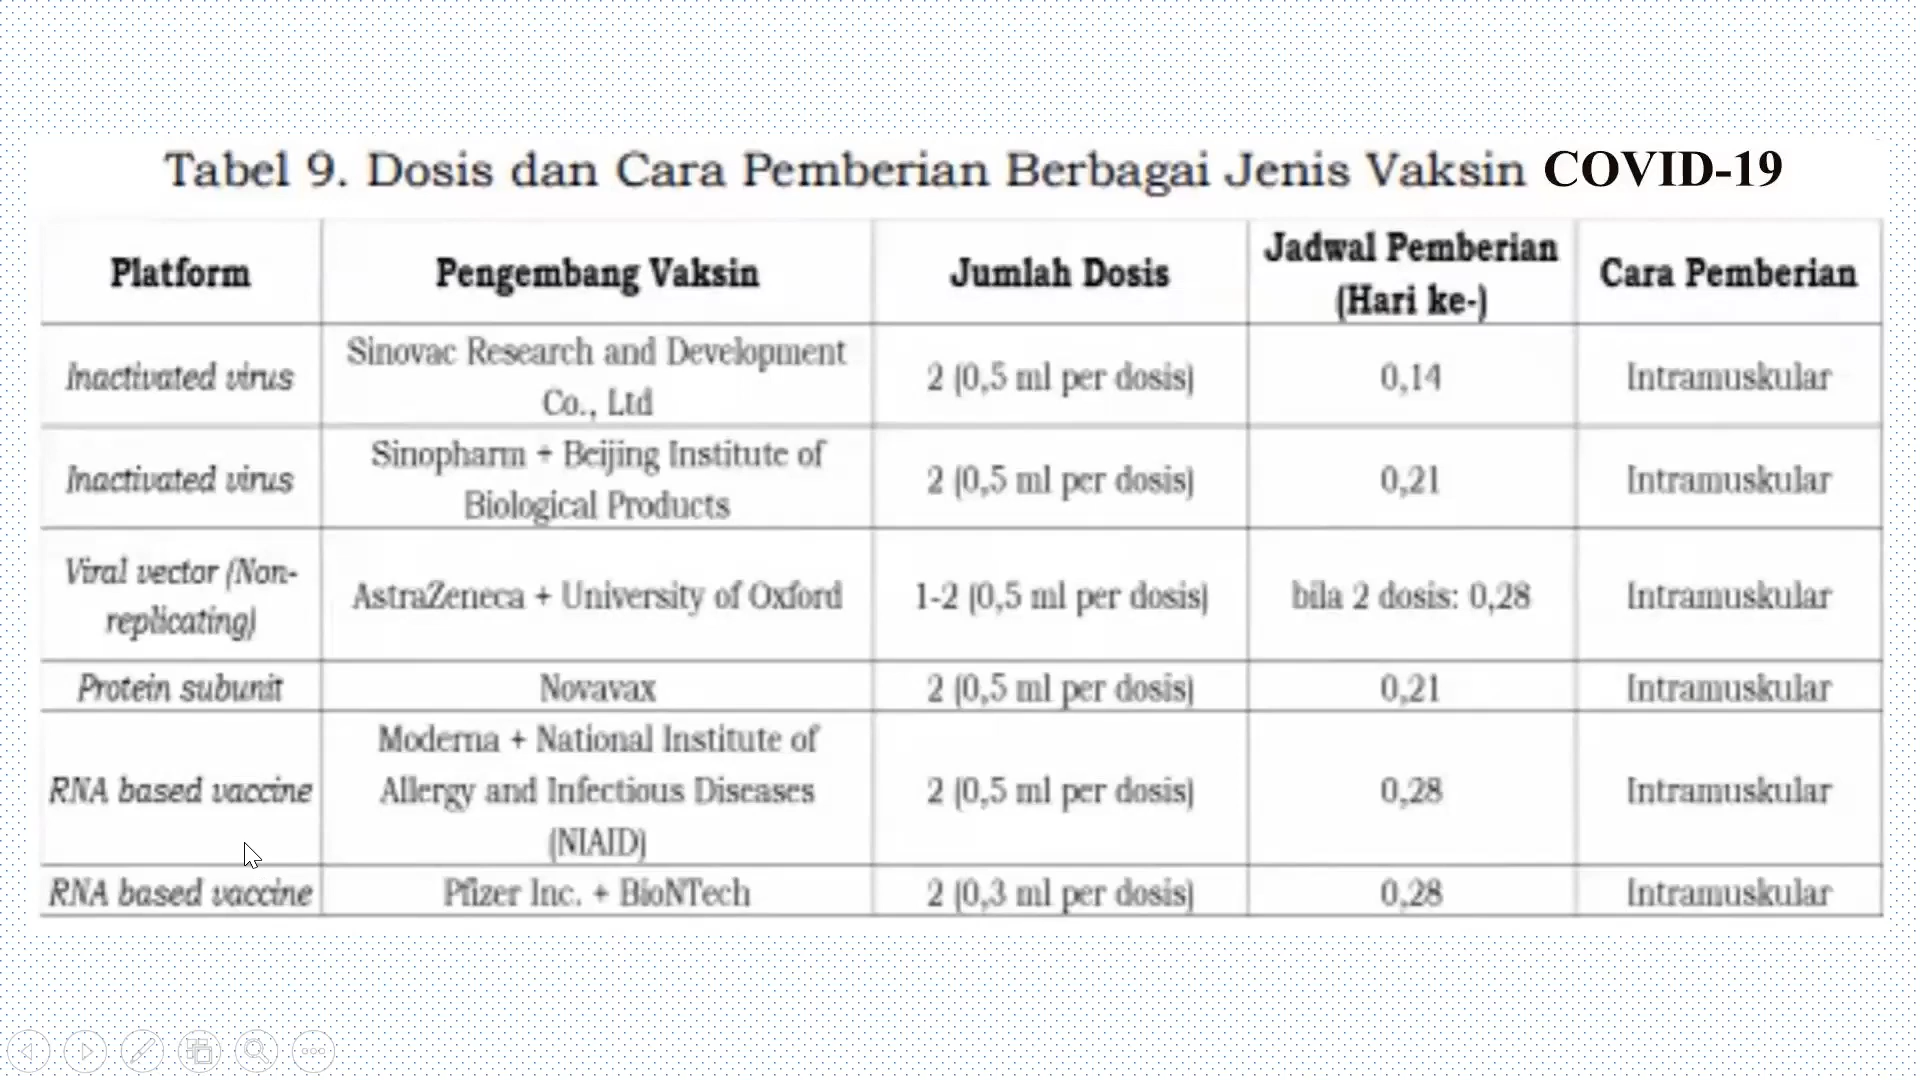 Tabel 9. Dosis dan Cara Pemberian Berbagai Jenis Vaksin COVID-19
Platform
Pengembang Vaksin
Jumlah Dosis
Jadwal Pemberian
(Hari ke-)
Cara Pemberian
Inactivated virus
Sinovac Research and Development
Co., Ltd
2 (0,5 ml per dosis)
0,14
Intramuskular
Inactivated virus
Sinopharm + Beijing Institute of
Biological Products
2 (0,5 ml per dosis)
0,21
Intramuskular
Viral vector (Non-
replicating)
AstraZeneca + University of Oxford
1-2 (0,5 ml per dosis)
bila 2 dosis: 0,28
Intramuskular
Protein subunit
Novavax
2 (0,5 ml per dosis)
0,21
Intramuskular
RNA based vaccine
Moderna + National Institute of
Allergy and Infectious Diseases
(NIAID)
2 (0,5 ml per dosis)
0,28
Intramuskular
RNA based vaccine
Pfizer Inc. + BioNTech
2 (0,3 ml per dosis)
0,28
Intramuskular